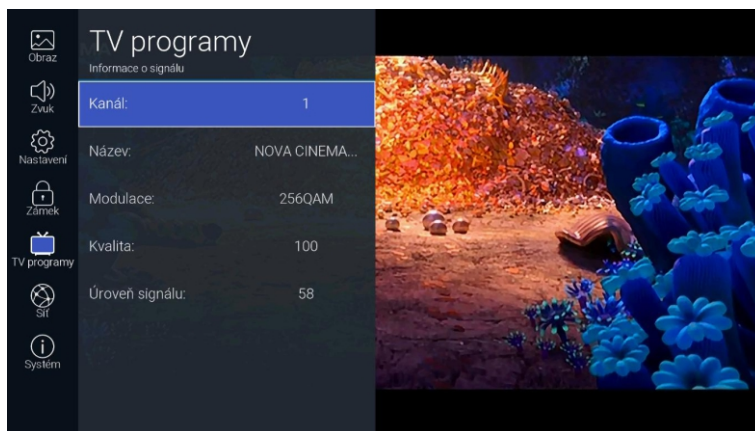 Obraz
Zvuk
Nastavení
Zámek
TV programy
Síť
Systém
TV programy
Informace o signálu
Kanál: 1
Název: NOVA CINEMA...
Modulace: 256QAM
Kvalita: 100
Úroveň signálu: 58